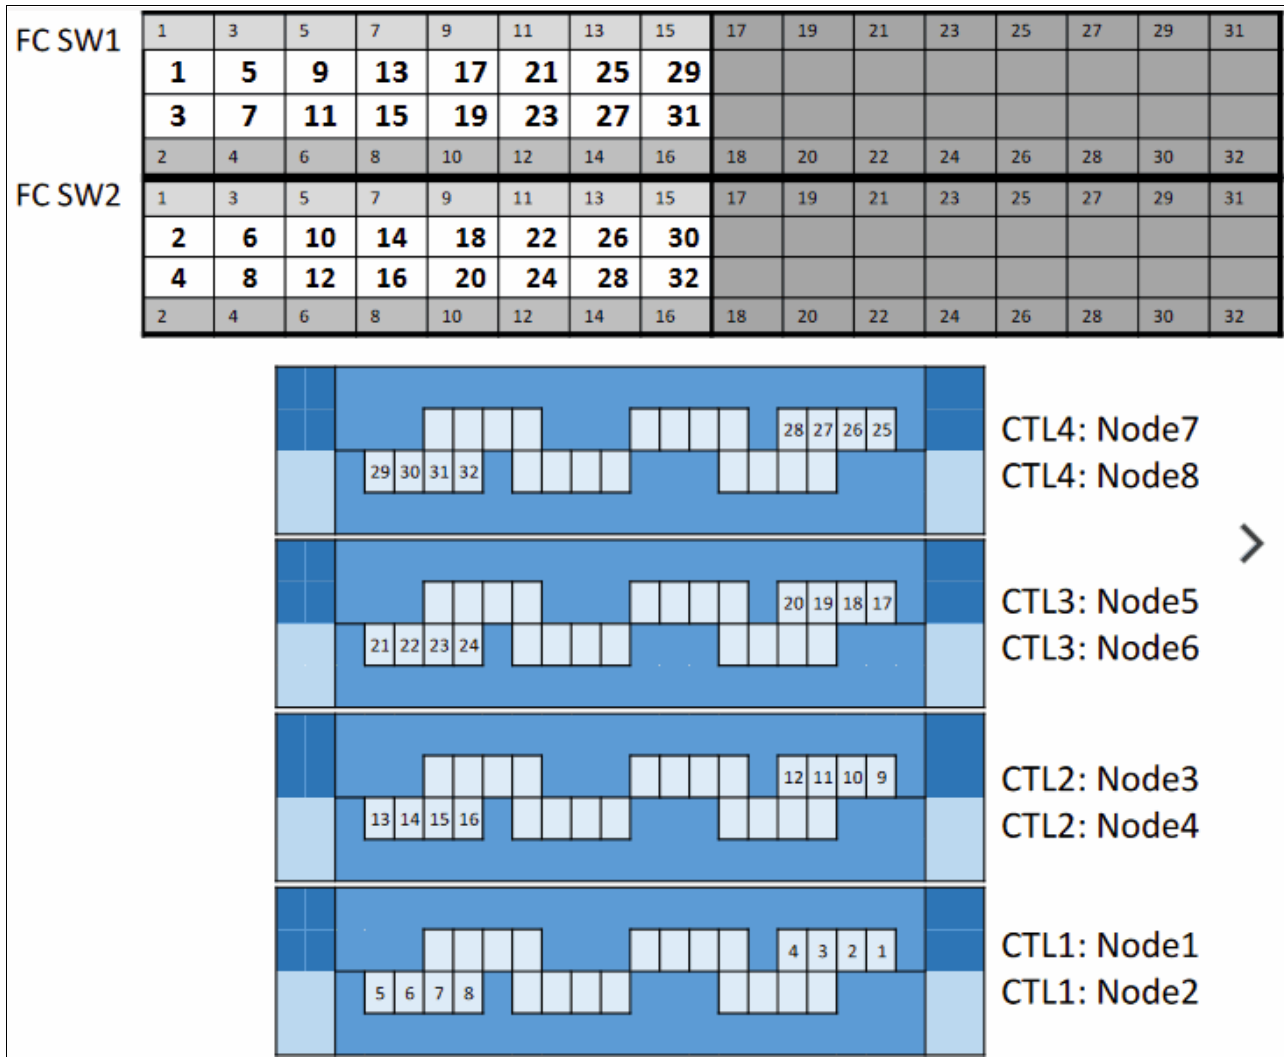 FC SW1
1 3 5 7 9 11 13 15 17 19 21 23 25 27 29 31
1 5 9 13 17 21 25 29
3 7 11 15 19 23 27 31
2 4 6 8 10 12 14 16 18 20 22 24 26 28 30 32
FC SW2
1 3 5 7 9 11 13 15 17 19 21 23 25 27 29 31
2 6 10 14 18 22 26 30
4 8 12 16 20 24 28 32
2 4 6 8 10 12 14 16 18 20 22 24 26 28 30 32
28 27 26 25
CTL4: Node7
29 30 31 32
CTL4: Node8
20 19 18 17
CTL3: Node5
21 22 23 24
CTL3: Node6
12 11 10 9
CTL2: Node3
13 14 15 16
CTL2: Node4
4 3 2 1
CTL1: Node1
5 6 7 8
CTL1: Node2